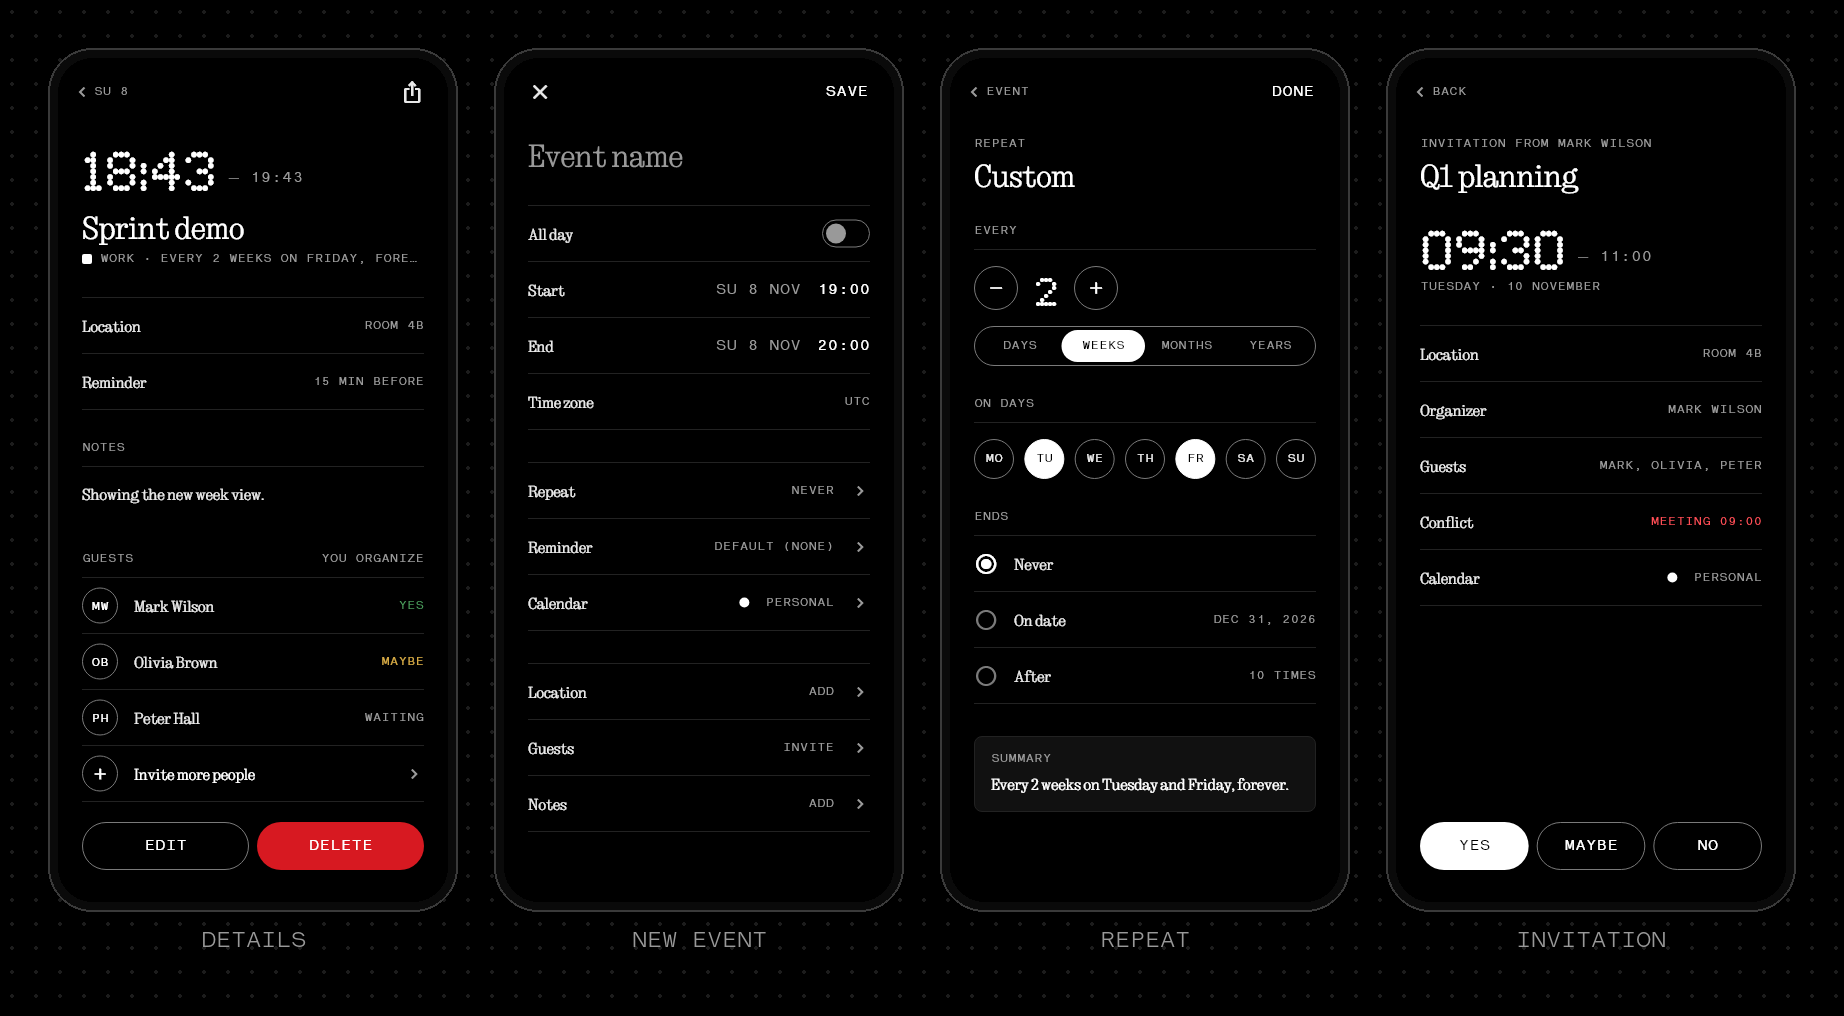 SU 8
18:43 — 19:43
Sprint demo
WORK · EVERY 2 WEEKS ON FRIDAY, FORE…
Location ROOM 4B
Reminder 15 MIN BEFORE
NOTES
Showing the new week view.
GUESTS YOU ORGANIZE
MW Mark Wilson YES
OB Olivia Brown MAYBE
PH Peter Hall WAITING
Invite more people
EDIT DELETE
DETAILS
SAVE
Event name
All day
Start SU 8 NOV 19:00
End SU 8 NOV 20:00
Time zone UTC
Repeat NEVER
Reminder DEFAULT (NONE)
Calendar PERSONAL
Location ADD
Guests INVITE
Notes ADD
NEW EVENT
EVENT DONE
REPEAT
Custom
EVERY
2
DAYS WEEKS MONTHS YEARS
ON DAYS
MO TU WE TH FR SA SU
ENDS
Never
On date DEC 31, 2026
After 10 TIMES
SUMMARY
Every 2 weeks on Tuesday and Friday, forever.
REPEAT
BACK
INVITATION FROM MARK WILSON
Q1 planning
09:30 — 11:00
TUESDAY · 10 NOVEMBER
Location ROOM 4B
Organizer MARK WILSON
Guests MARK, OLIVIA, PETER
Conflict MEETING 09:00
Calendar PERSONAL
YES MAYBE NO
INVITATION